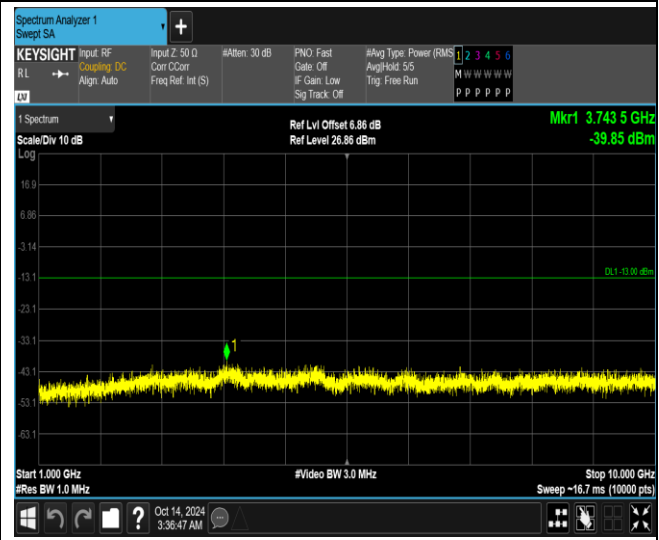 Spectrum Analyzer 1
Swept SA
+
KEYSIGHT Input: RF Input Z: 50 Ω #Atten: 30 dB PNO: Fast #Avg Type: Power (RMS 1 2 3 4 5 6
RL Coupling: DC Corr CCorr Gate: Off Avg|Hold: 5/5 M W W W W W
Align: Auto Freq Ref: Int (S) IF Gain: Low Trig: Free Run
LXI Sig Track: Off P P P P P P
1 Spectrum Ref Lvl Offset 6.86 dB Mkr1 3.743 5 GHz
Scale/Div 10 dB Ref Level 26.86 dBm -39.85 dBm
Log
16.9
6.86
-3.14
DL1 -13.00 dBm
-13.1
-23.1
-33.1
1
-43.1
-53.1
-63.1
Start 1.000 GHz #Video BW 3.0 MHz Stop 10.000 GHz
#Res BW 1.0 MHz Sweep ~16.7 ms (10000 pts)
? Oct 14, 2024
3:36:47 AM